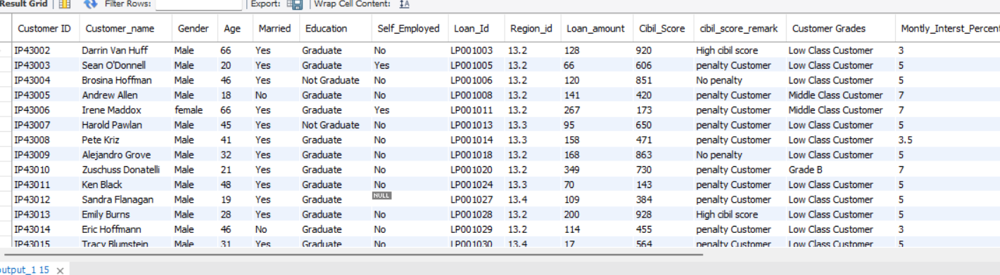 Result Grid Filter Rows: Export: Wrap Cell Content: IA
Customer ID Customer_name Gender Age Married Education Self_Employed Loan_Id Region_id Loan_amount Cibil_Score cibil_score_remark Customer Grades Montly_Interst_Percent
IP43002 Darrin Van Huff Male 66 Yes Graduate No LP001003 13.2 128 920 High cibil score Low Class Customer 3
IP43003 Sean O'Donnell Male 20 Yes Graduate Yes LP001005 13.2 66 606 penalty Customer Low Class Customer 5
IP43004 Brosina Hoffman Male 46 Yes Not Graduate No LP001006 13.2 120 851 No penalty Low Class Customer 5
IP43005 Andrew Allen Male 18 No Graduate No LP001008 13.2 141 420 penalty Customer Middle Class Customer 7
IP43006 Irene Maddox female 66 Yes Graduate Yes LP001011 13.2 267 173 penalty Customer Middle Class Customer 7
IP43007 Harold Pawlan Male 45 Yes Not Graduate No LP001013 13.3 95 650 penalty Customer Low Class Customer 5
IP43008 Pete Kriz Male 41 Yes Graduate No LP001014 13.3 158 471 penalty Customer Low Class Customer 3.5
IP43009 Alejandro Grove Male 32 Yes Graduate No LP001018 13.2 168 863 No penalty Low Class Customer 5
IP43010 Zuschuss Donatelli Male 21 Yes Graduate No LP001020 13.2 349 730 penalty Customer Grade B 7
IP43011 Ken Black Male 48 Yes Graduate No LP001024 13.3 70 143 penalty Customer Low Class Customer 5
IP43012 Sandra Flanagan Male 19 Yes Graduate NULL LP001027 13.4 109 384 penalty Customer Low Class Customer 5
IP43013 Emily Burns Male 28 Yes Graduate No LP001028 13.2 200 928 High cibil score Low Class Customer 5
IP43014 Eric Hoffmann Male 46 No Graduate No LP001029 13.2 114 455 penalty Customer Low Class Customer 3
IP43015 Tracy Blumstein Male 31 Yes Graduate No LP001030 13.4 17 564 penalty Customer Low Class Customer 5
output_1 15